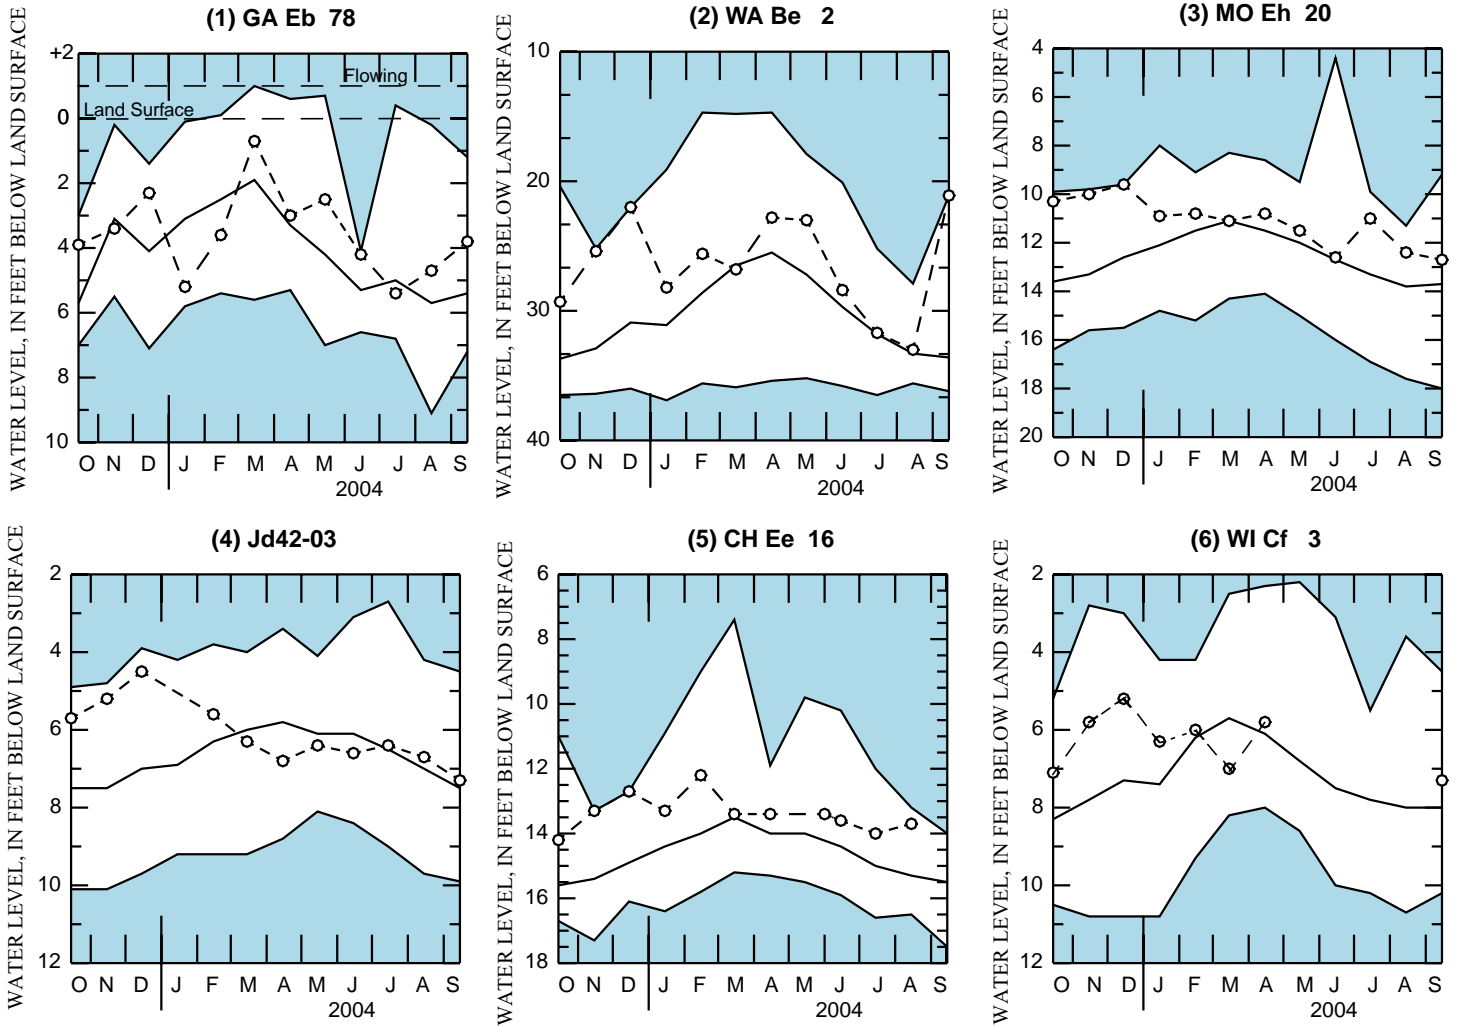 (1) GA Eb 78
WATER LEVEL, IN FEET BELOW LAND SURFACE
+2
0
2
4
6
8
10
Flowing
Land Surface
O N D J F M A M J J A S
2004
(2) WA Be 2
WATER LEVEL, IN FEET BELOW LAND SURFACE
10
20
30
40
O N D J F M A M J J A S
2004
(3) MO Eh 20
WATER LEVEL, IN FEET BELOW LAND SURFACE
4
6
8
10
12
14
16
18
20
O N D J F M A M J J A S
2004
(4) Jd42-03
WATER LEVEL, IN FEET BELOW LAND SURFACE
2
4
6
8
10
12
O N D J F M A M J J A S
2004
(5) CH Ee 16
WATER LEVEL, IN FEET BELOW LAND SURFACE
6
8
10
12
14
16
18
O N D J F M A M J J A S
2004
(6) WI Cf 3
WATER LEVEL, IN FEET BELOW LAND SURFACE
2
4
6
8
10
12
O N D J F M A M J J A S
2004